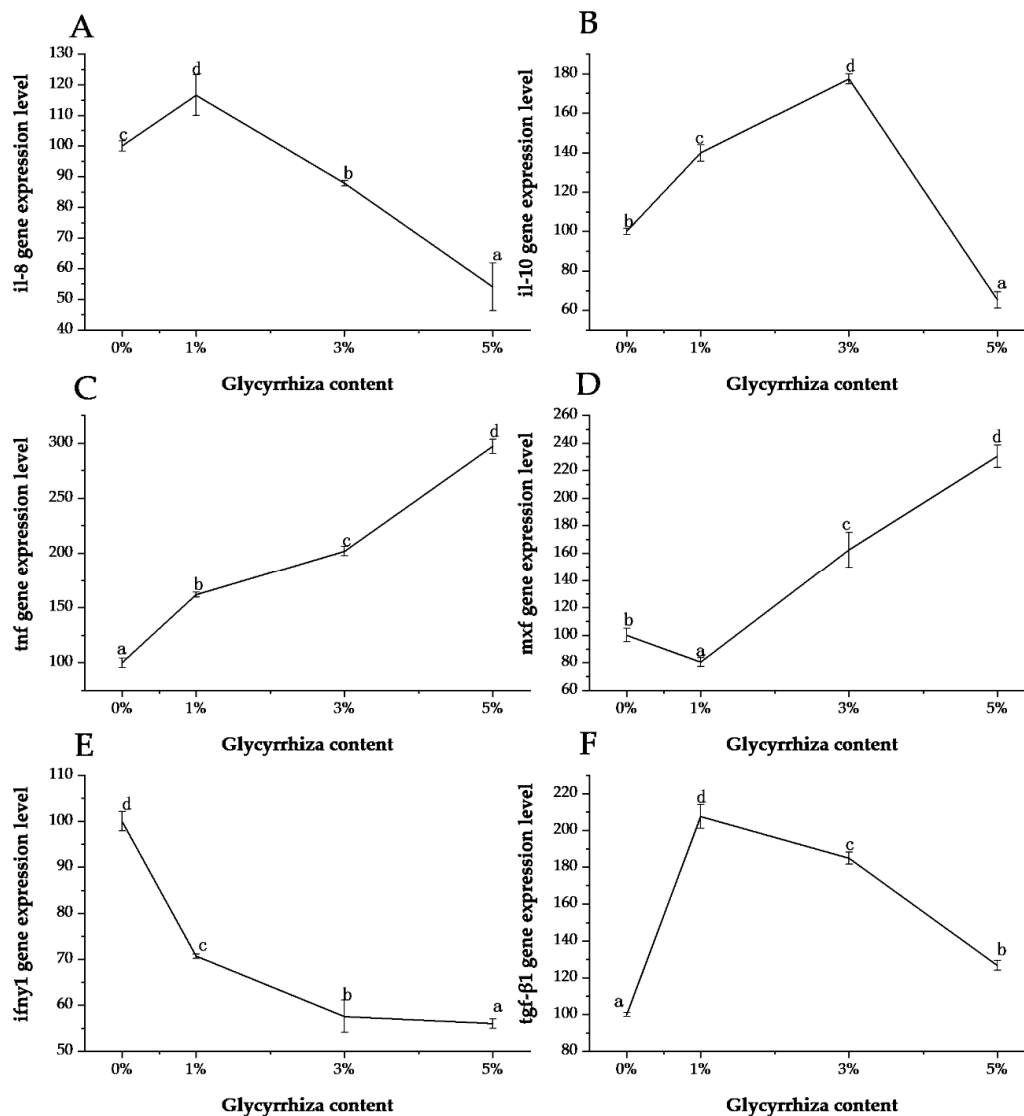 A
il-8 gene expression level
130
120
110
100
90
80
70
60
50
40
c
d
b
a
0% 1% 3% 5%
Glycyrrhiza content
B
il-10 gene expression level
180
160
140
120
100
80
60
b
c
d
a
0% 1% 3% 5%
Glycyrrhiza content
C
tnf gene expression level
300
250
200
150
100
a
b
c
d
0% 1% 3% 5%
Glycyrrhiza content
D
mxf gene expression level
260
240
220
200
180
160
140
120
100
80
60
b
a
c
d
0% 1% 3% 5%
Glycyrrhiza content
E
ifny1 gene expression level
110
100
90
80
70
60
50
d
c
b
a
0% 1% 3% 5%
Glycyrrhiza content
F
tgf-β1 gene expression level
220
200
180
160
140
120
100
80
a
d
c
b
0% 1% 3% 5%
Glycyrrhiza content